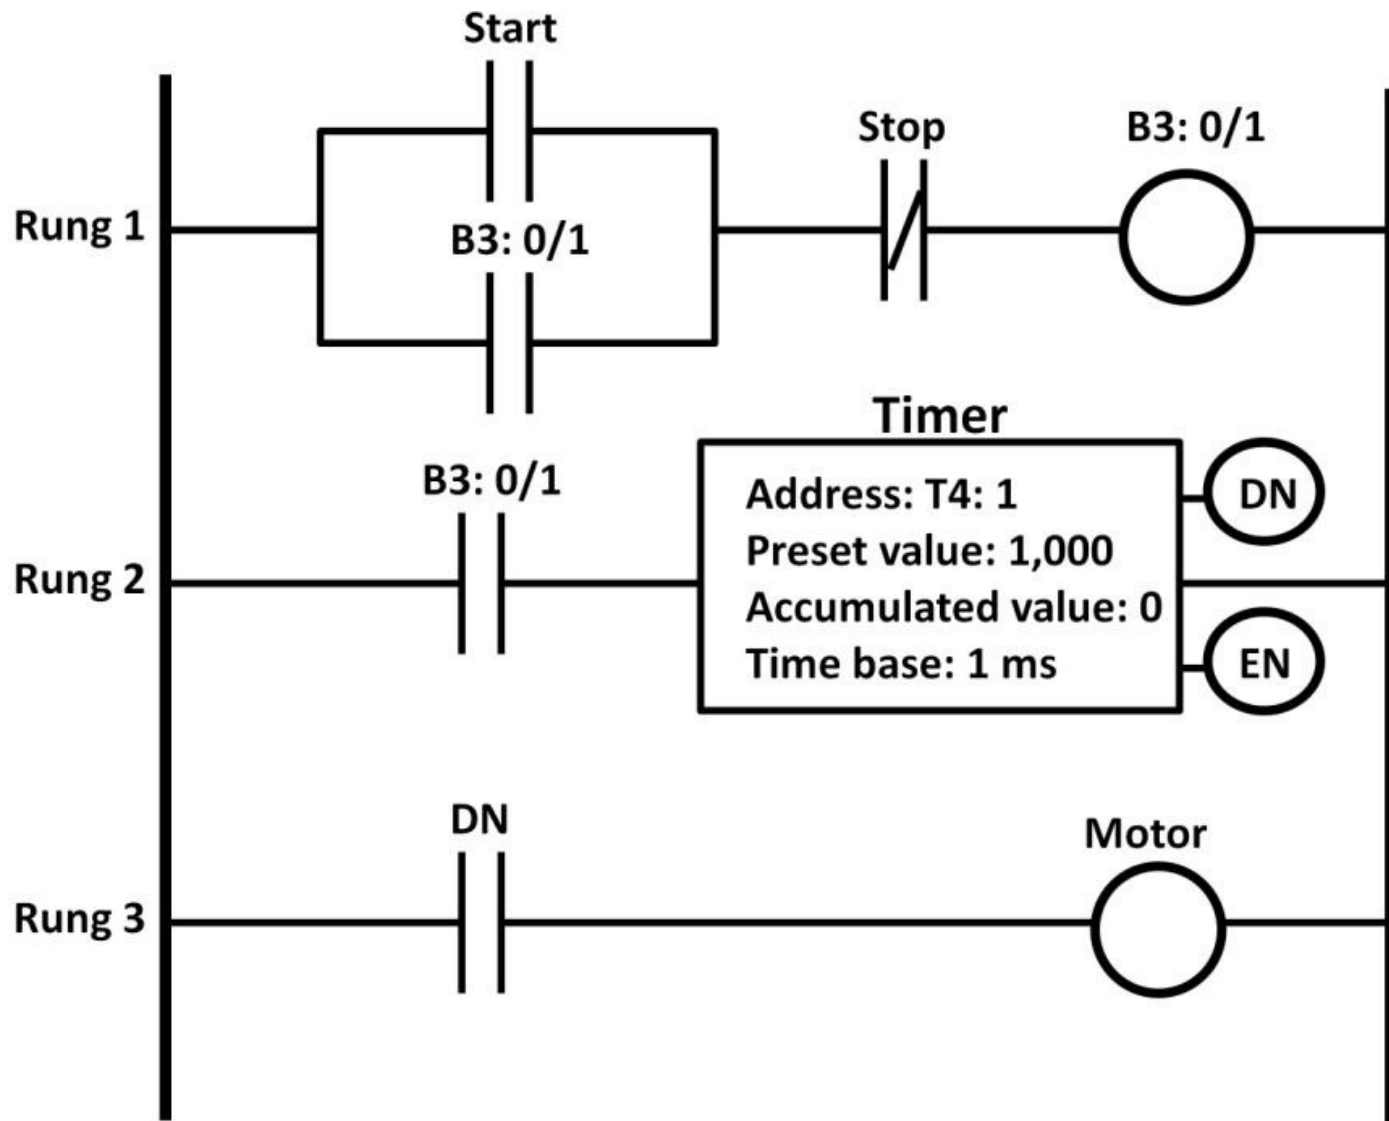 Start
Stop
B3: 0/1
Rung 1
B3: 0/1
Timer
B3: 0/1
Address: T4: 1
DN
Preset value: 1,000
Rung 2
Accumulated value: 0
Time base: 1 ms
EN
DN
Motor
Rung 3